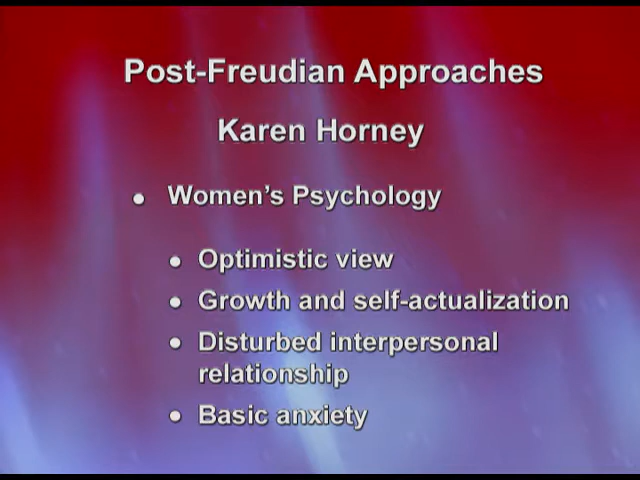 Post-Freudian Approaches
Karen Horney
• Women's Psychology
• Optimistic view
• Growth and self-actualization
• Disturbed interpersonal
relationship
• Basic anxiety